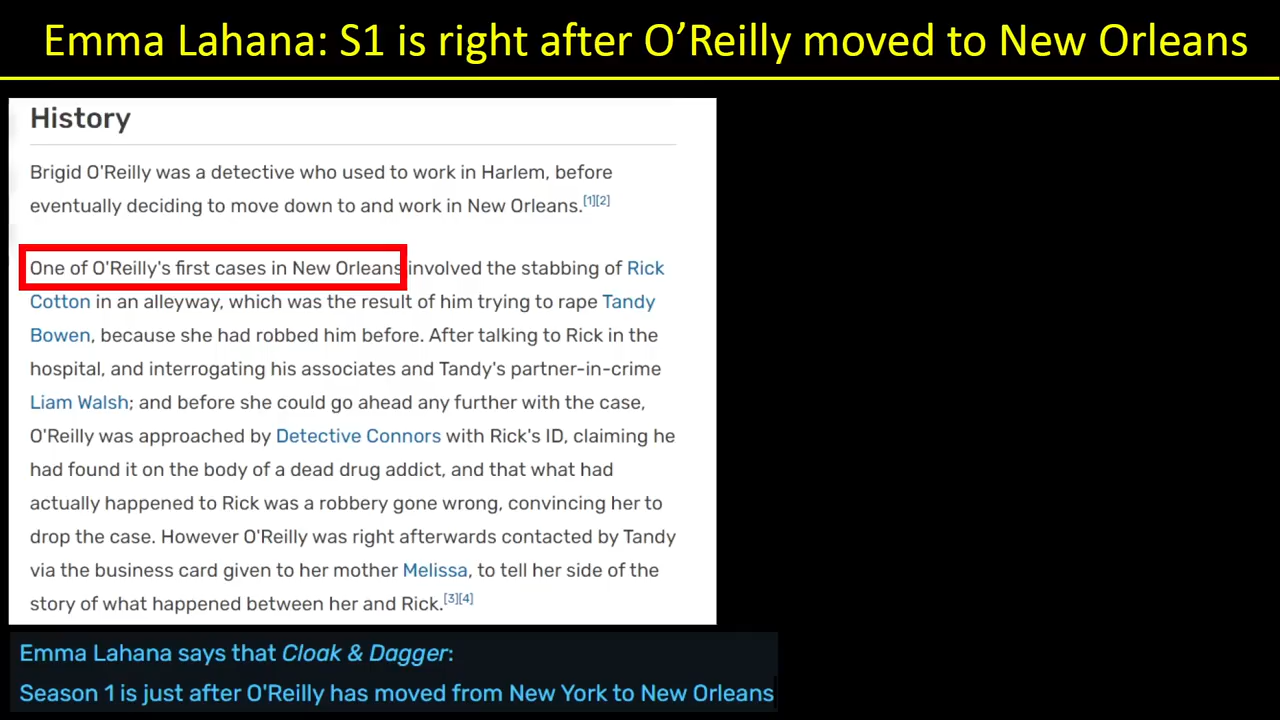 Emma Lahana: S1 is right after O’Reilly moved to New Orleans
History
Brigid O'Reilly was a detective who used to work in Harlem, before
eventually deciding to move down to and work in New Orleans.[1][2]
One of O'Reilly's first cases in New Orleans involved the stabbing of Rick
Cotton in an alleyway, which was the result of him trying to rape Tandy
Bowen, because she had robbed him before. After talking to Rick in the
hospital, and interrogating his associates and Tandy's partner-in-crime
Liam Walsh; and before she could go ahead any further with the case,
O'Reilly was approached by Detective Connors with Rick's ID, claiming he
had found it on the body of a dead drug addict, and that what had
actually happened to Rick was a robbery gone wrong, convincing her to
drop the case. However O'Reilly was right afterwards contacted by Tandy
via the business card given to her mother Melissa, to tell her side of the
story of what happened between her and Rick.[3][4]
Emma Lahana says that Cloak & Dagger:
Season 1 is just after O'Reilly has moved from New York to New Orleans